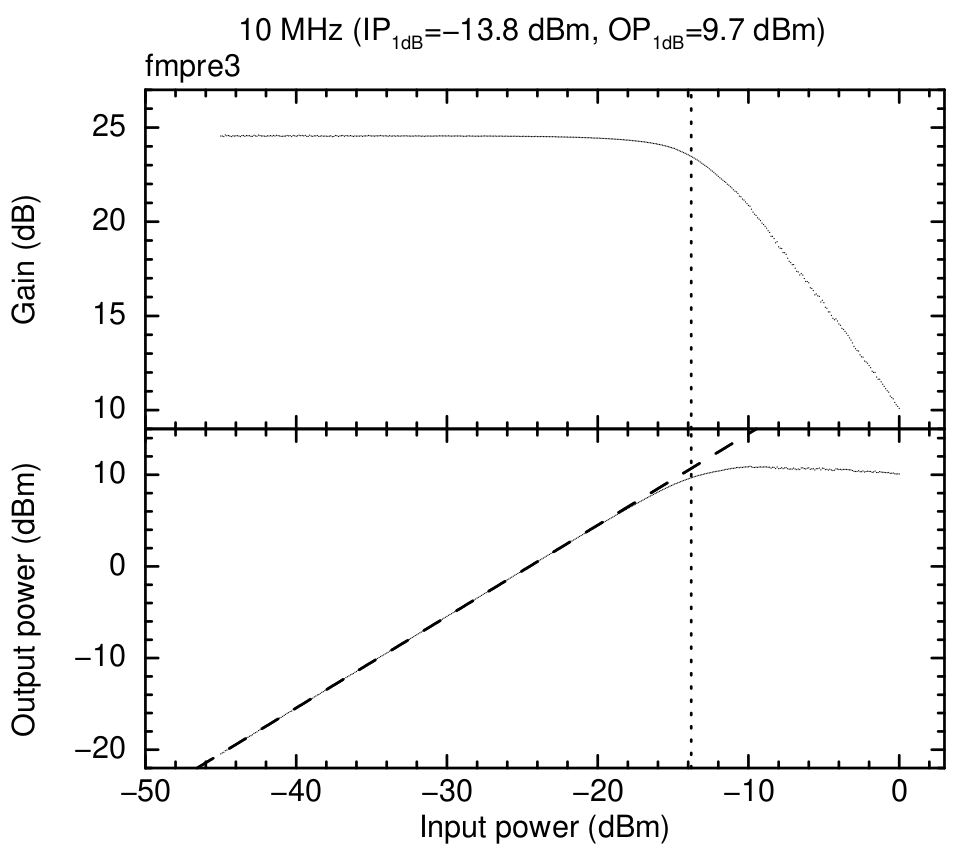 10 MHz (IP1dB=−13.8 dBm, OP1dB=9.7 dBm)
fmpre3
25
20
15
10
Gain (dB)
10
0
−10
−20
Output power (dBm)
−50 −40 −30 −20 −10 0
Input power (dBm)